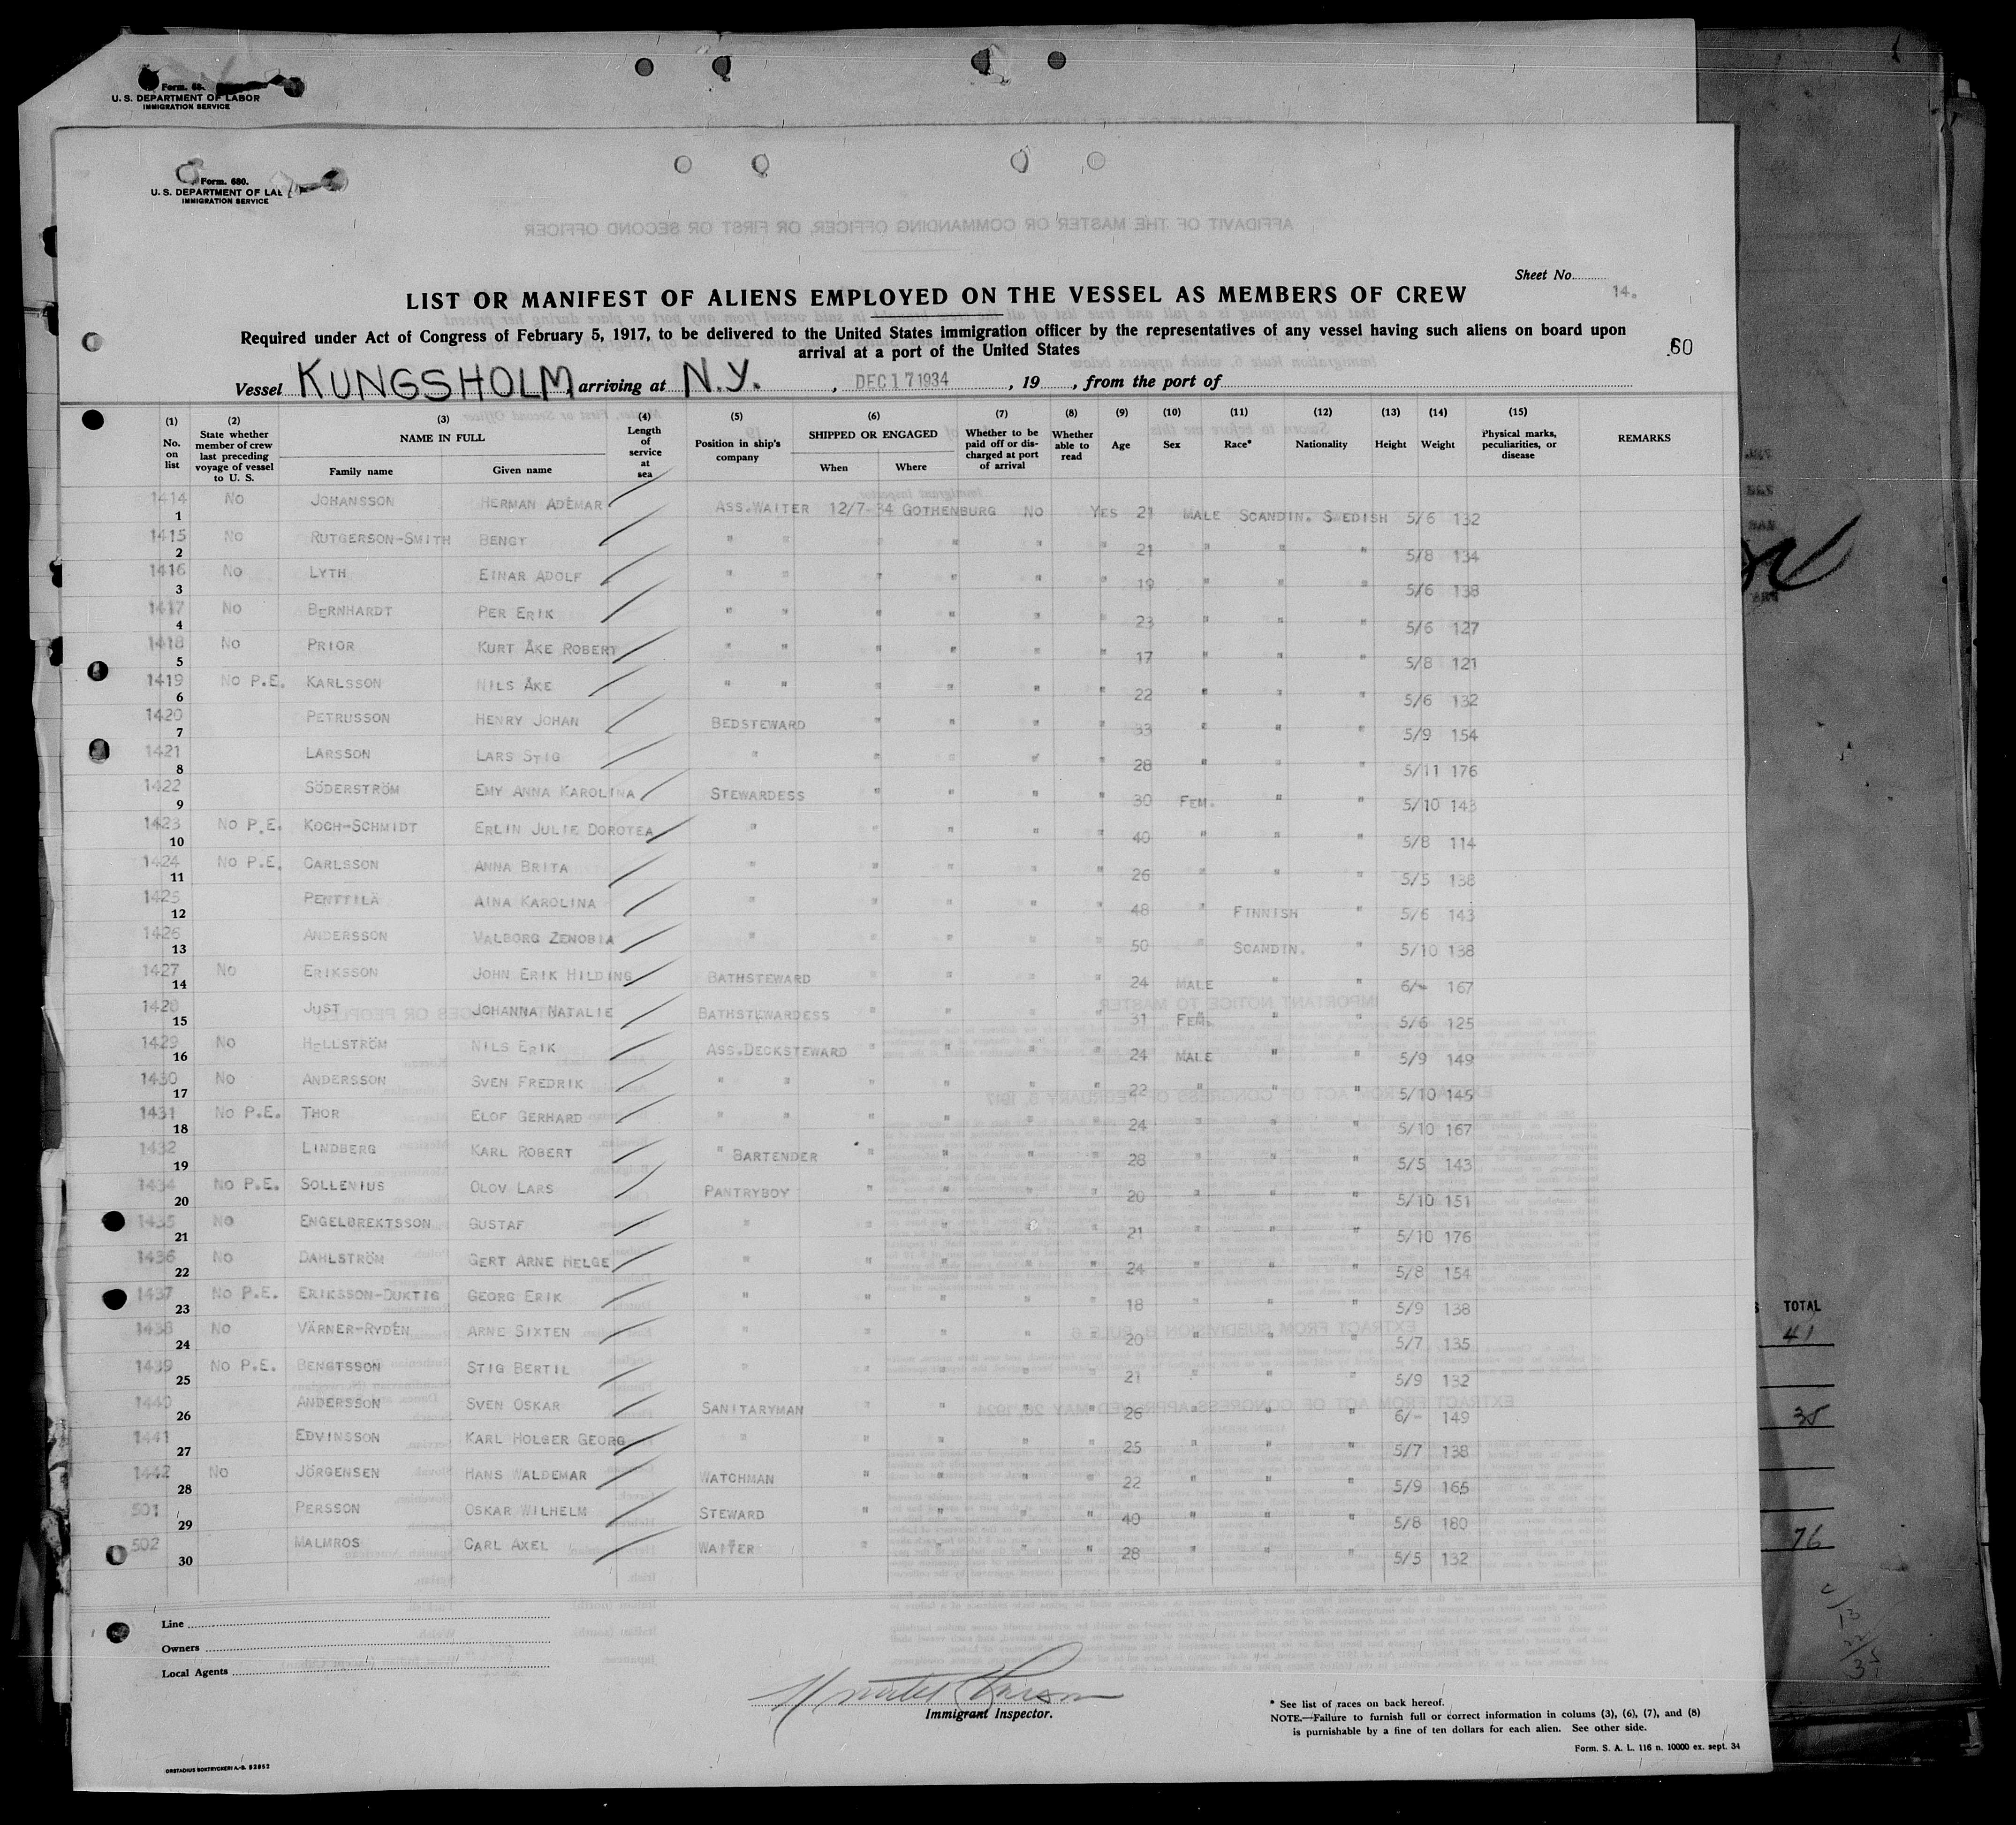 Form. 68
U. S. DEPARTMENT OF LABOR
IMMIGRATION SERVICE
Form. 680.
U. S. DEPARTMENT OF LAB
IMMIGRATION SERVICE
AFFIDAVIT OF THE MASTER OR COMMANDING OFFICER, OR FIRST OR SECOND OFFICER
Sheet No. 14.
LIST OR MANIFEST OF ALIENS EMPLOYED ON THE VESSEL AS MEMBERS OF CREW
Required under Act of Congress of February 5, 1917, to be delivered to the United States immigration officer by the representatives of any vessel having such aliens on board upon
arrival at a port of the United States
60
Vessel KUNGSHOLM arriving at N.Y. , DEC 17 1934 , 19 , from the port of
(1) No. on list (2) State whether member of crew last preceding voyage of vessel to U. S. (3) NAME IN FULL Family name Given name (4) Length of service at sea (5) Position in ship's company (6) SHIPPED OR ENGAGED When Where (7) Whether to be paid off or discharged at port of arrival (8) Whether able to read (9) Age (10) Sex (11) Race* (12) Nationality (13) Height (14) Weight (15) Physical marks, peculiarities, or disease REMARKS
1414 1 No JOHANSSON HERMAN ADÉMAR ASS.WAITER 12/7-34 GOTHENBURG NO YES 21 MALE SCANDIN. SWEDISH 5/6 132
1415 2 No RUTGERSON-SMITH BENGT " " " " " " 21 " " " 5/8 134
1416 3 No LYTH EINAR ADOLF " " " " " " 19 " " " 5/6 138
1417 4 No BERNHARDT PER ERIK " " " " " " 23 " " " 5/6 127
1418 5 No PRIOR KURT ÅKE ROBERT " " " " " " 17 " " " 5/8 121
1419 6 No P.E. KARLSSON NILS ÅKE " " " " " " 22 " " " 5/6 132
1420 7 PETRUSSON HENRY JOHAN BEDSTEWARD " " " " 33 " " " 5/9 154
1421 8 LARSSON LARS STIG " " " " " 28 " " " 5/11 176
1422 9 SÖDERSTRÖM EMY ANNA KAROLINA STEWARDESS " " " " 30 FEM. " " 5/10 143
1423 10 No P.E. KOCH-SCHMIDT ERLIN JULIE DOROTEA " " " " " 40 " " " 5/8 114
1424 11 No P.E. CARLSSON ANNA BRITA " " " " " 26 " " " 5/5 138
1425 12 PENTTILÄ AINA KAROLINA " " " " " 48 " FINNISH " 5/6 143
1426 13 ANDERSSON VALBORG ZENOBIA " " " " " 50 " SCANDIN. " 5/10 138
1427 14 No ERIKSSON JOHN ERIK HILDING BATHSTEWARD " " " " 24 MALE " " 6/- 167
1428 15 JUST JOHANNA NATALIE BATHSTEWARDESS " " " " 31 FEM. " " 5/6 125
1429 16 No HELLSTRÖM NILS ERIK ASS.DECKSTEWARD " " " " 24 MALE " " 5/9 149
1430 17 No ANDERSSON SVEN FREDRIK " " " " " " 22 " " " 5/10 145
1431 18 No P.E. THOR ELOF GERHARD " " " " " " 24 " " " 5/10 167
1432 19 LINDBERG KARL ROBERT " BARTENDER " " " " 28 " " " 5/5 143
1434 20 No P.E. SOLLENIUS OLOV LARS PANTRYBOY " " " " 20 " " " 5/10 151
1435 21 No ENGELBREKTSSON GUSTAF " " " " " 21 " " " 5/10 176
1436 22 No DAHLSTRÖM GERT ARNE HELGE " " " " " 24 " " " 5/8 154
1437 23 No P.E. ERIKSSON-DUKTIG GEORG ERIK " " " " " 18 " " " 5/9 138
1438 24 No VÄRNER-RYDÉN ARNE SIXTEN " " " " " 20 " " " 5/7 135
1439 25 No P.E. BENGTSSON STIG BERTIL " " " " " 21 " " " 5/9 132
1440 26 ANDERSSON SVEN OSKAR SANITARYMAN " " " " 26 " " " 6/- 149
1441 27 EDVINSSON KARL HOLGER GEORG " " " " " 25 " " " 5/7 138
1442 28 No JÖRGENSEN HANS WALDEMAR WATCHMAN " " " " 22 " " " 5/9 165
501 29 PERSSON OSKAR WILHELM STEWARD " " " " 40 " " " 5/8 180
502 30 MALMROS CARL AXEL WAITER " " " " 28 " " " 5/5 132
TOTAL
41
35
76
Line
Owners
Local Agents
Immigrant Inspector.
* See list of races on back hereof.
NOTE.—Failure to furnish full or correct information in colums (3), (6), (7), and (8)
is purnishable by a fine of ten dollars for each alien. See other side.
Form. S. A. L. 116 n. 10000 ex. sept. 34
ORSTADIUS BOKTRYCKERI A.-B. 32852